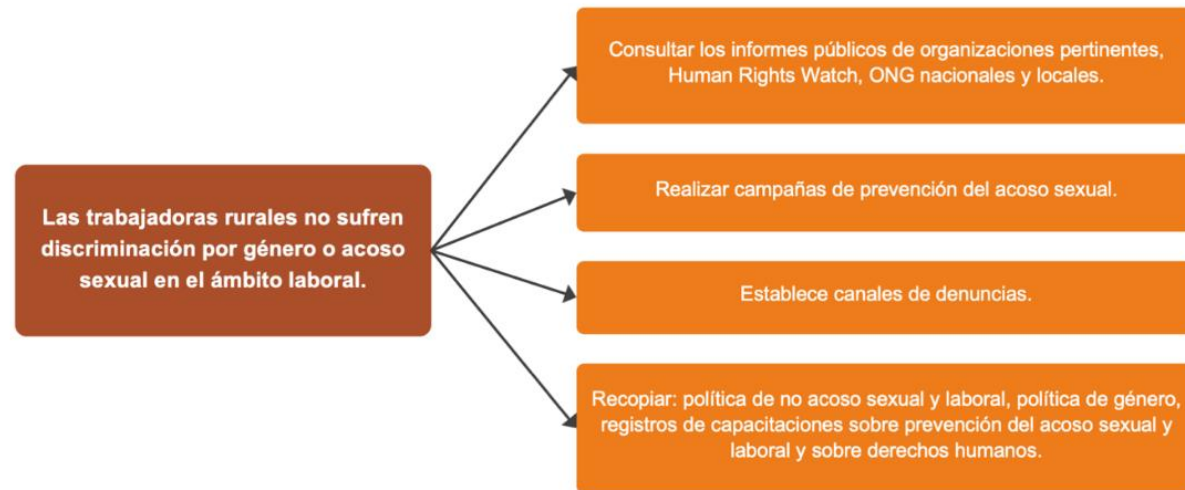 Las trabajadoras rurales no sufren
discriminación por género o acoso
sexual en el ámbito laboral.
Consultar los informes públicos de organizaciones pertinentes,
Human Rights Watch, ONG nacionales y locales.
Realizar campañas de prevención del acoso sexual.
Establece canales de denuncias.
Recopiar: política de no acoso sexual y laboral, política de género,
registros de capacitaciones sobre prevención del acoso sexual y
laboral y sobre derechos humanos.